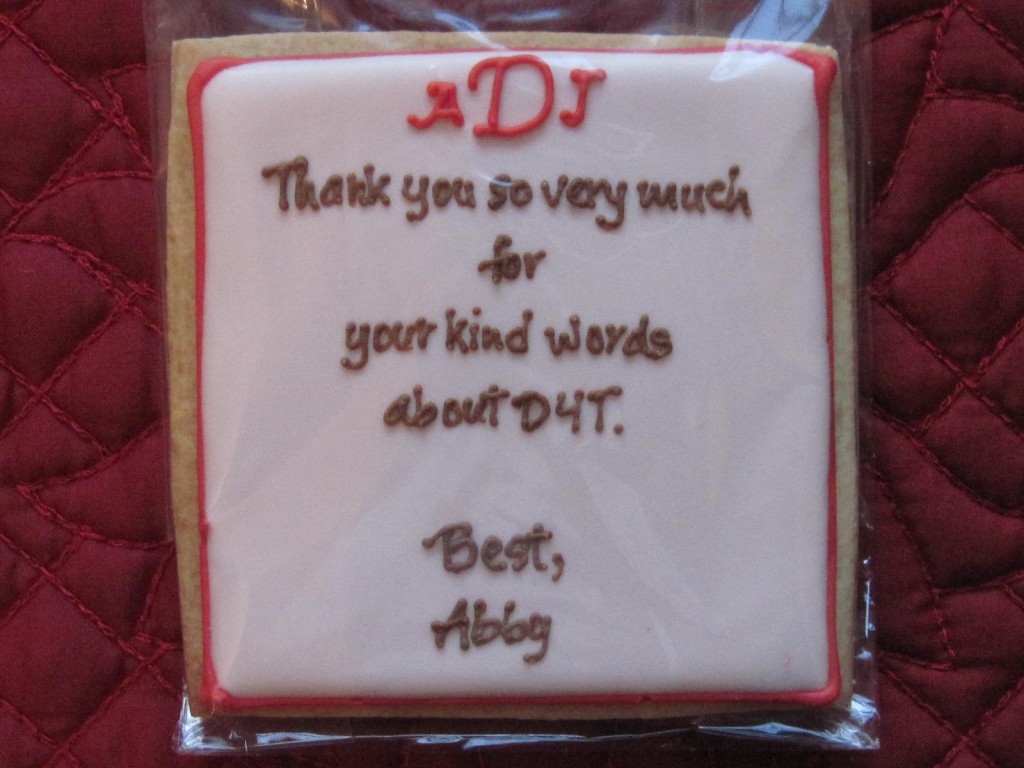 ADJ
Thank you so very much
for
your kind words
about D4T.
Best,
Abby